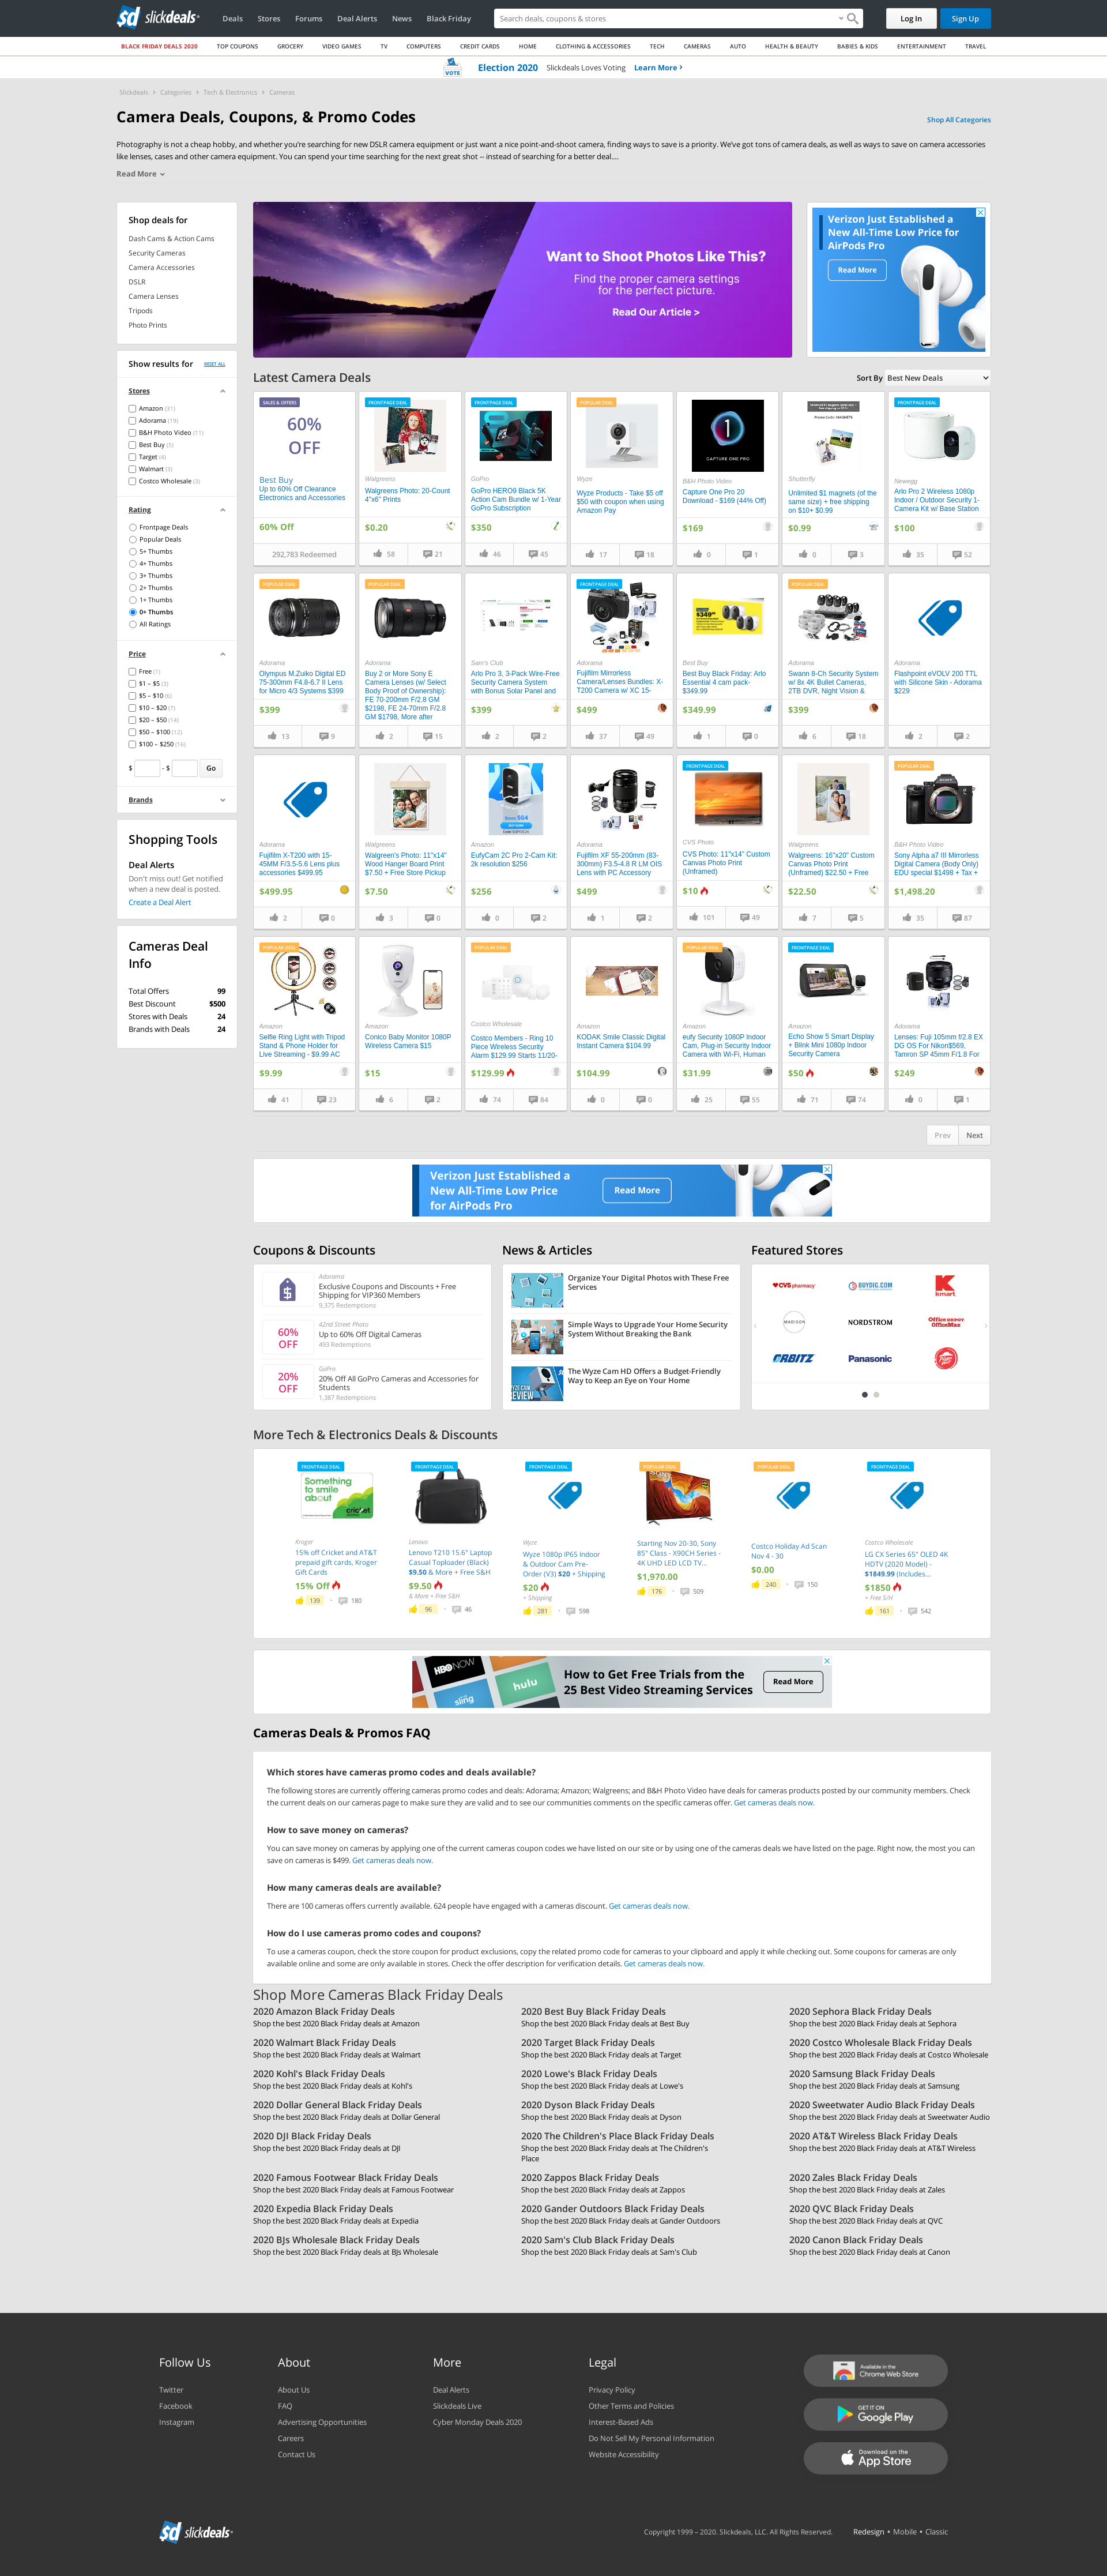 sd slickdeals
Deals
Stores
Forums
Deal Alerts
News
Black Friday
Search deals, coupons & stores
Log In
Sign Up
BLACK FRIDAY DEALS 2020
TOP COUPONS
GROCERY
VIDEO GAMES
TV
COMPUTERS
CREDIT CARDS
HOME
CLOTHING & ACCESSORIES
TECH
CAMERAS
AUTO
HEALTH & BEAUTY
BABIES & KIDS
ENTERTAINMENT
TRAVEL
VOTE
Election 2020 Slickdeals Loves Voting Learn More
Slickdeals > Categories > Tech & Electronics > Cameras
Camera Deals, Coupons, & Promo Codes
Shop All Categories
Photography is not a cheap hobby, and whether you're searching for new DSLR camera equipment or just want a nice point-and-shoot camera, finding ways to save is a priority. We've got tons of camera deals, as well as ways to save on camera accessories
like lenses, cases and other camera equipment. You can spend your time searching for the next great shot -- instead of searching for a better deal....
Read More
Shop deals for
Dash Cams & Action Cams
Security Cameras
Camera Accessories
DSLR
Camera Lenses
Tripods
Photo Prints
Want to Shoot Photos Like This?
Find the proper camera settings
for the perfect picture.
Read Our Article >
Verizon Just Established a
New All-Time Low Price for
AirPods Pro
Read More
Show results for
RESET ALL
Stores
Amazon (31)
Adorama (19)
B&H Photo Video (11)
Best Buy (5)
Target (4)
Walmart (3)
Costco Wholesale (3)
Rating
Frontpage Deals
Popular Deals
5+ Thumbs
4+ Thumbs
3+ Thumbs
2+ Thumbs
1+ Thumbs
0+ Thumbs
All Ratings
Price
Free (1)
$1 – $5 (3)
$5 – $10 (6)
$10 – $20 (7)
$20 – $50 (14)
$50 – $100 (12)
$100 – $250 (16)
$ - $ Go
Brands
Shopping Tools
Deal Alerts
Don't miss out! Get notified
when a new deal is posted.
Create a Deal Alert
Cameras Deal
Info
Total Offers 99
Best Discount $500
Stores with Deals 24
Brands with Deals 24
Latest Camera Deals
Sort By Best New Deals
SALES & OFFERS
60%
OFF
Best Buy
Up to 60% Off Clearance
Electronics and Accessories
60% Off
292,783 Redeemed
FRONTPAGE DEAL
Walgreens
Walgreens Photo: 20-Count
4"x6" Prints
$0.20
58 21
FRONTPAGE DEAL
GoPro
GoPro HERO9 Black 5K
Action Cam Bundle w/ 1-Year
GoPro Subscription
$350
46 45
POPULAR DEAL
Wyze
Wyze Products - Take $5 off
$50 with coupon when using
Amazon Pay
17 18
CAPTURE ONE PRO
B&H Photo Video
Capture One Pro 20
Download - $169 (44% Off)
$169
0 1
Shutterfly
Unlimited $1 magnets (of the
same size) + free shipping
on $10+ $0.99
$0.99
0 3
FRONTPAGE DEAL
Newegg
Arlo Pro 2 Wireless 1080p
Indoor / Outdoor Security 1-
Camera Kit w/ Base Station
$100
35 52
POPULAR DEAL
Adorama
Olympus M.Zuiko Digital ED
75-300mm F4.8-6.7 II Lens
for Micro 4/3 Systems $399
$399
13 9
POPULAR DEAL
Adorama
Buy 2 or More Sony E
Camera Lenses (w/ Select
Body Proof of Ownership):
FE 70-200mm F/2.8 GM
$2198, FE 24-70mm F/2.8
GM $1798, More after
2 15
Sam's Club
Arlo Pro 3, 3-Pack Wire-Free
Security Camera System
with Bonus Solar Panel and
$399
2 2
FRONTPAGE DEAL
Adorama
Fujifilm Mirrorless
Camera/Lenses Bundles: X-
T200 Camera w/ XC 15-
$499
37 49
Best Buy
Best Buy Black Friday: Arlo
Essential 4 cam pack-
$349.99
$349.99
1 0
POPULAR DEAL
Adorama
Swann 8-Ch Security System
w/ 8x 4K Bullet Cameras,
2TB DVR, Night Vision &
$399
6 18
Adorama
Flashpoint eVOLV 200 TTL
with Silicone Skin - Adorama
$229
2 2
Adorama
Fujifilm X-T200 with 15-
45MM F/3.5-5.6 Lens plus
accessories $499.95
$499.95
2 0
Walgreens
Walgreen's Photo: 11"x14"
Wood Hanger Board Print
$7.50 + Free Store Pickup
$7.50
3 0
Save $64
Amazon
EufyCam 2C Pro 2-Cam Kit:
2k resolution $256
$256
0 2
Adorama
Fujifilm XF 55-200mm (83-
300mm) F3.5-4.8 R LM OIS
Lens with PC Accessory
$499
1 2
FRONTPAGE DEAL
CVS Photo
CVS Photo: 11"x14" Custom
Canvas Photo Print
(Unframed)
$10
101 49
Walgreens
Walgreens: 16"x20" Custom
Canvas Photo Print
(Unframed) $22.50 + Free
$22.50
7 5
POPULAR DEAL
B&H Photo Video
Sony Alpha a7 III Mirrorless
Digital Camera (Body Only)
EDU special $1498 + Tax +
$1,498.20
35 87
POPULAR DEAL
Amazon
Selfie Ring Light with Tripod
Stand & Phone Holder for
Live Streaming - $9.99 AC
$9.99
41 23
Amazon
Conico Baby Monitor 1080P
Wireless Camera $15
$15
6 2
POPULAR DEAL
Costco Wholesale
Costco Members - Ring 10
Piece Wireless Security
Alarm $129.99 Starts 11/20-
$129.99
74 84
Amazon
KODAK Smile Classic Digital
Instant Camera $104.99
$104.99
0 0
POPULAR DEAL
Amazon
eufy Security 1080P Indoor
Cam, Plug-in Security Indoor
Camera with Wi-Fi, Human
$31.99
25 55
FRONTPAGE DEAL
Amazon
Echo Show 5 Smart Display
+ Blink Mini 1080p Indoor
Security Camera
$50
71 74
Adorama
Lenses: Fuji 105mm f/2.8 EX
DG OS For Nikon$569,
Tamron SP 45mm F/1.8 For
$249
0 1
Prev Next
Verizon Just Established a
New All-Time Low Price
for AirPods Pro
Read More
Coupons & Discounts
Adorama
Exclusive Coupons and Discounts + Free
Shipping for VIP360 Members
9,375 Redemptions
60%
OFF
42nd Street Photo
Up to 60% Off Digital Cameras
493 Redemptions
20%
OFF
GoPro
20% Off All GoPro Cameras and Accessories for
Students
1,387 Redemptions
News & Articles
Organize Your Digital Photos with These Free
Services
Simple Ways to Upgrade Your Home Security
System Without Breaking the Bank
YZE CAM
REVIEW
The Wyze Cam HD Offers a Budget-Friendly
Way to Keep an Eye on Your Home
Featured Stores
CVS pharmacy
BUYDIG.COM
kmart
MADISON
NORDSTROM
Office DEPOT
OfficeMax
ORBITZ
Panasonic
More Tech & Electronics Deals & Discounts
FRONTPAGE DEAL
Something
to smile
about
cricket
Kroger
15% off Cricket and AT&T
prepaid gift cards, Kroger
Gift Cards
15% Off
139 • 180
FRONTPAGE DEAL
Lenovo
Lenovo T210 15.6" Laptop
Casual Toploader (Black)
$9.50 & More + Free S&H
$9.50
& More + Free S&H
96 • 46
FRONTPAGE DEAL
Wyze
Wyze 1080p IP65 Indoor
& Outdoor Cam Pre-
Order (V3) $20 + Shipping
$20
+ Shipping
281 • 598
POPULAR DEAL
SONY
Starting Nov 20-30, Sony
85" Class - X90CH Series -
4K UHD LED LCD TV...
$1,970.00
176 • 509
POPULAR DEAL
Costco Holiday Ad Scan
Nov 4 - 30
$0.00
240 • 150
FRONTPAGE DEAL
Costco Wholesale
LG CX Series 65" OLED 4K
HDTV (2020 Model) -
$1849.99 (Includes...
$1850
+ Free S/H
161 • 542
HBO NOW
sling
hulu
How to Get Free Trials from the
25 Best Video Streaming Services
Read More
Cameras Deals & Promos FAQ
Which stores have cameras promo codes and deals available?
The following stores are currently offering cameras promo codes and deals: Adorama; Amazon; Walgreens; and B&H Photo Video have deals for cameras products posted by our community members. Check
the current deals on our cameras page to make sure they are valid and to see our communities comments on the specific cameras offer. Get cameras deals now.
How to save money on cameras?
You can save money on cameras by applying one of the current cameras coupon codes we have listed on our site or by using one of the cameras deals we have listed on the page. Right now, the most you can
save on cameras is $499. Get cameras deals now.
How many cameras deals are available?
There are 100 cameras offers currently available. 624 people have engaged with a cameras discount. Get cameras deals now.
How do I use cameras promo codes and coupons?
To use a cameras coupon, check the store coupon for product exclusions, copy the related promo code for cameras to your clipboard and apply it while checking out. Some coupons for cameras are only
available online and some are only available in stores. Check the offer description for verification details. Get cameras deals now.
Shop More Cameras Black Friday Deals
2020 Amazon Black Friday Deals
Shop the best 2020 Black Friday deals at Amazon
2020 Best Buy Black Friday Deals
Shop the best 2020 Black Friday deals at Best Buy
2020 Sephora Black Friday Deals
Shop the best 2020 Black Friday deals at Sephora
2020 Walmart Black Friday Deals
Shop the best 2020 Black Friday deals at Walmart
2020 Target Black Friday Deals
Shop the best 2020 Black Friday deals at Target
2020 Costco Wholesale Black Friday Deals
Shop the best 2020 Black Friday deals at Costco Wholesale
2020 Kohl's Black Friday Deals
Shop the best 2020 Black Friday deals at Kohl's
2020 Lowe's Black Friday Deals
Shop the best 2020 Black Friday deals at Lowe's
2020 Samsung Black Friday Deals
Shop the best 2020 Black Friday deals at Samsung
2020 Dollar General Black Friday Deals
Shop the best 2020 Black Friday deals at Dollar General
2020 Dyson Black Friday Deals
Shop the best 2020 Black Friday deals at Dyson
2020 Sweetwater Audio Black Friday Deals
Shop the best 2020 Black Friday deals at Sweetwater Audio
2020 DJI Black Friday Deals
Shop the best 2020 Black Friday deals at DJI
2020 The Children's Place Black Friday Deals
Shop the best 2020 Black Friday deals at The Children's
Place
2020 AT&T Wireless Black Friday Deals
Shop the best 2020 Black Friday deals at AT&T Wireless
2020 Famous Footwear Black Friday Deals
Shop the best 2020 Black Friday deals at Famous Footwear
2020 Zappos Black Friday Deals
Shop the best 2020 Black Friday deals at Zappos
2020 Zales Black Friday Deals
Shop the best 2020 Black Friday deals at Zales
2020 Expedia Black Friday Deals
Shop the best 2020 Black Friday deals at Expedia
2020 Gander Outdoors Black Friday Deals
Shop the best 2020 Black Friday deals at Gander Outdoors
2020 QVC Black Friday Deals
Shop the best 2020 Black Friday deals at QVC
2020 BJs Wholesale Black Friday Deals
Shop the best 2020 Black Friday deals at BJs Wholesale
2020 Sam's Club Black Friday Deals
Shop the best 2020 Black Friday deals at Sam's Club
2020 Canon Black Friday Deals
Shop the best 2020 Black Friday deals at Canon
Follow Us
Twitter
Facebook
Instagram
About
About Us
FAQ
Advertising Opportunities
Careers
Contact Us
More
Deal Alerts
Slickdeals Live
Cyber Monday Deals 2020
Legal
Privacy Policy
Other Terms and Policies
Interest-Based Ads
Do Not Sell My Personal Information
Website Accessibility
Available in the
Chrome Web Store
GET IT ON
Google Play
Download on the
App Store
sd slickdeals
Copyright 1999 – 2020. Slickdeals, LLC. All Rights Reserved.
Redesign • Mobile • Classic